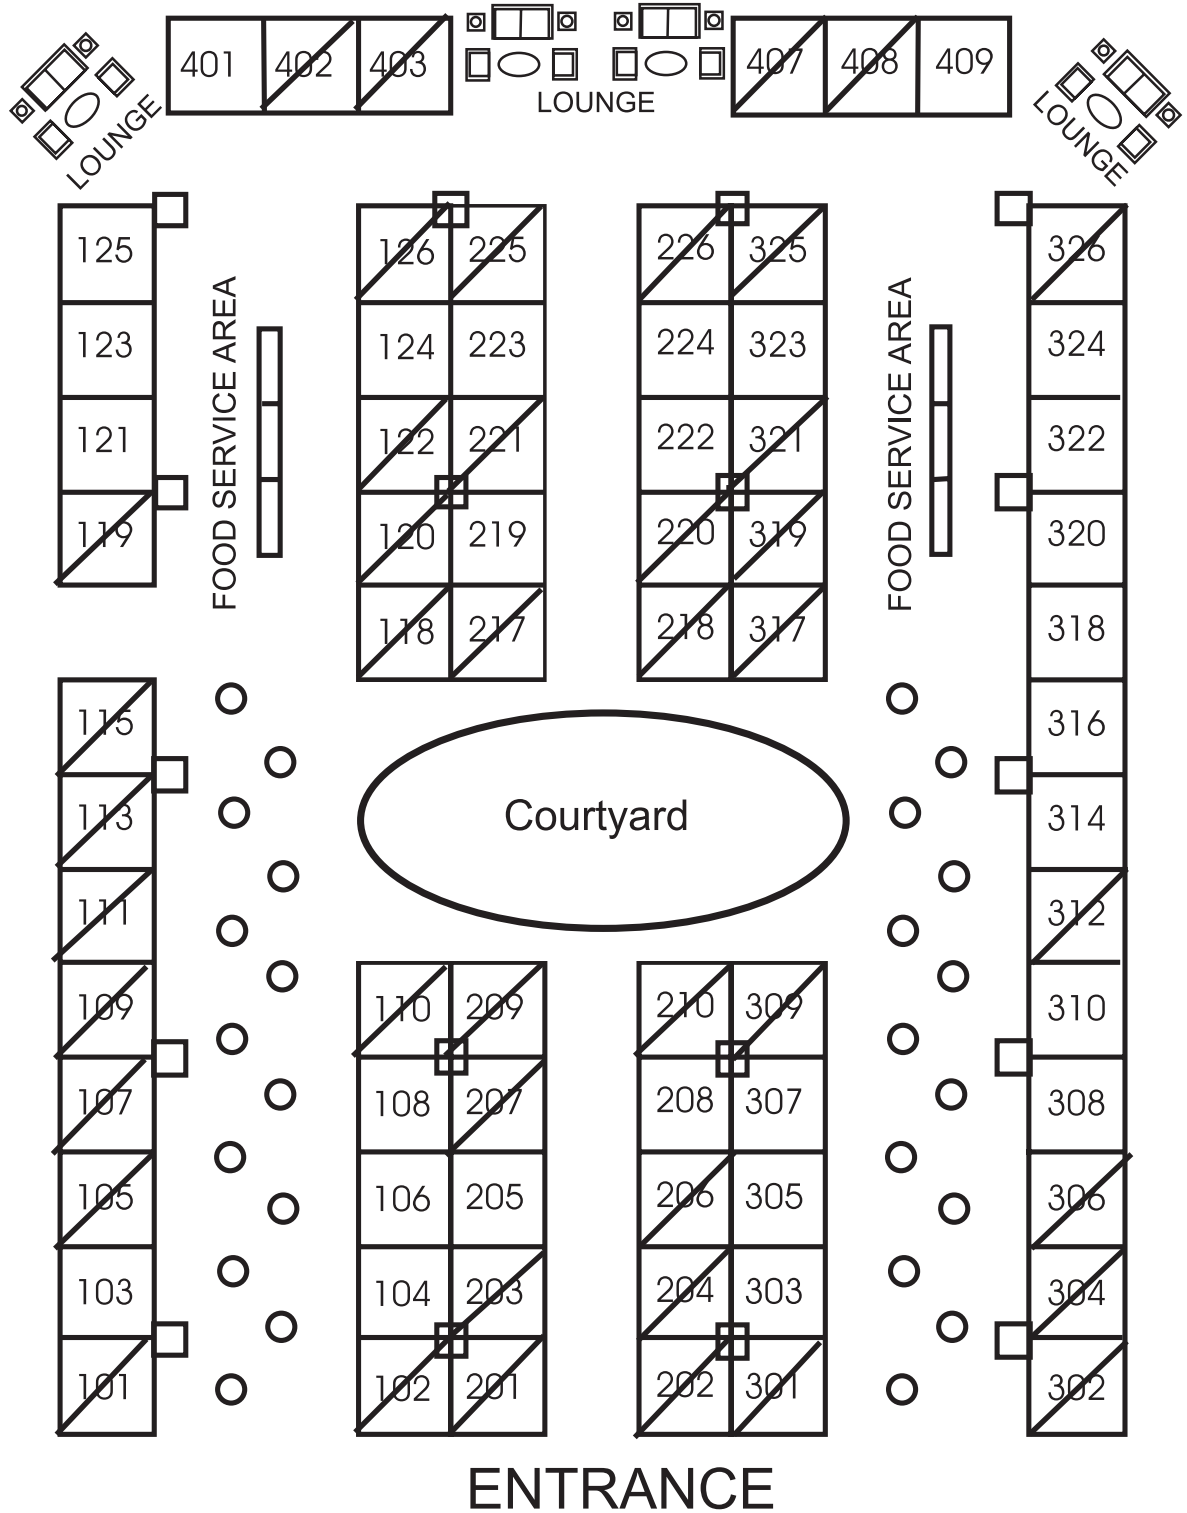 401 402 403 407 408 409
LOUNGE
LOUNGE
LOUNGE
125 126 225 226 325 326
123 124 223 224 323 324
121 122 221 222 321 322
119 120 219 220 319 320
118 217 218 317 318
FOOD SERVICE AREA
FOOD SERVICE AREA
115 316
113 314
Courtyard
111 312
109 110 209 210 309 310
107 108 207 208 307 308
105 106 205 206 305 306
103 104 203 204 303 304
101 102 201 202 301 302
ENTRANCE